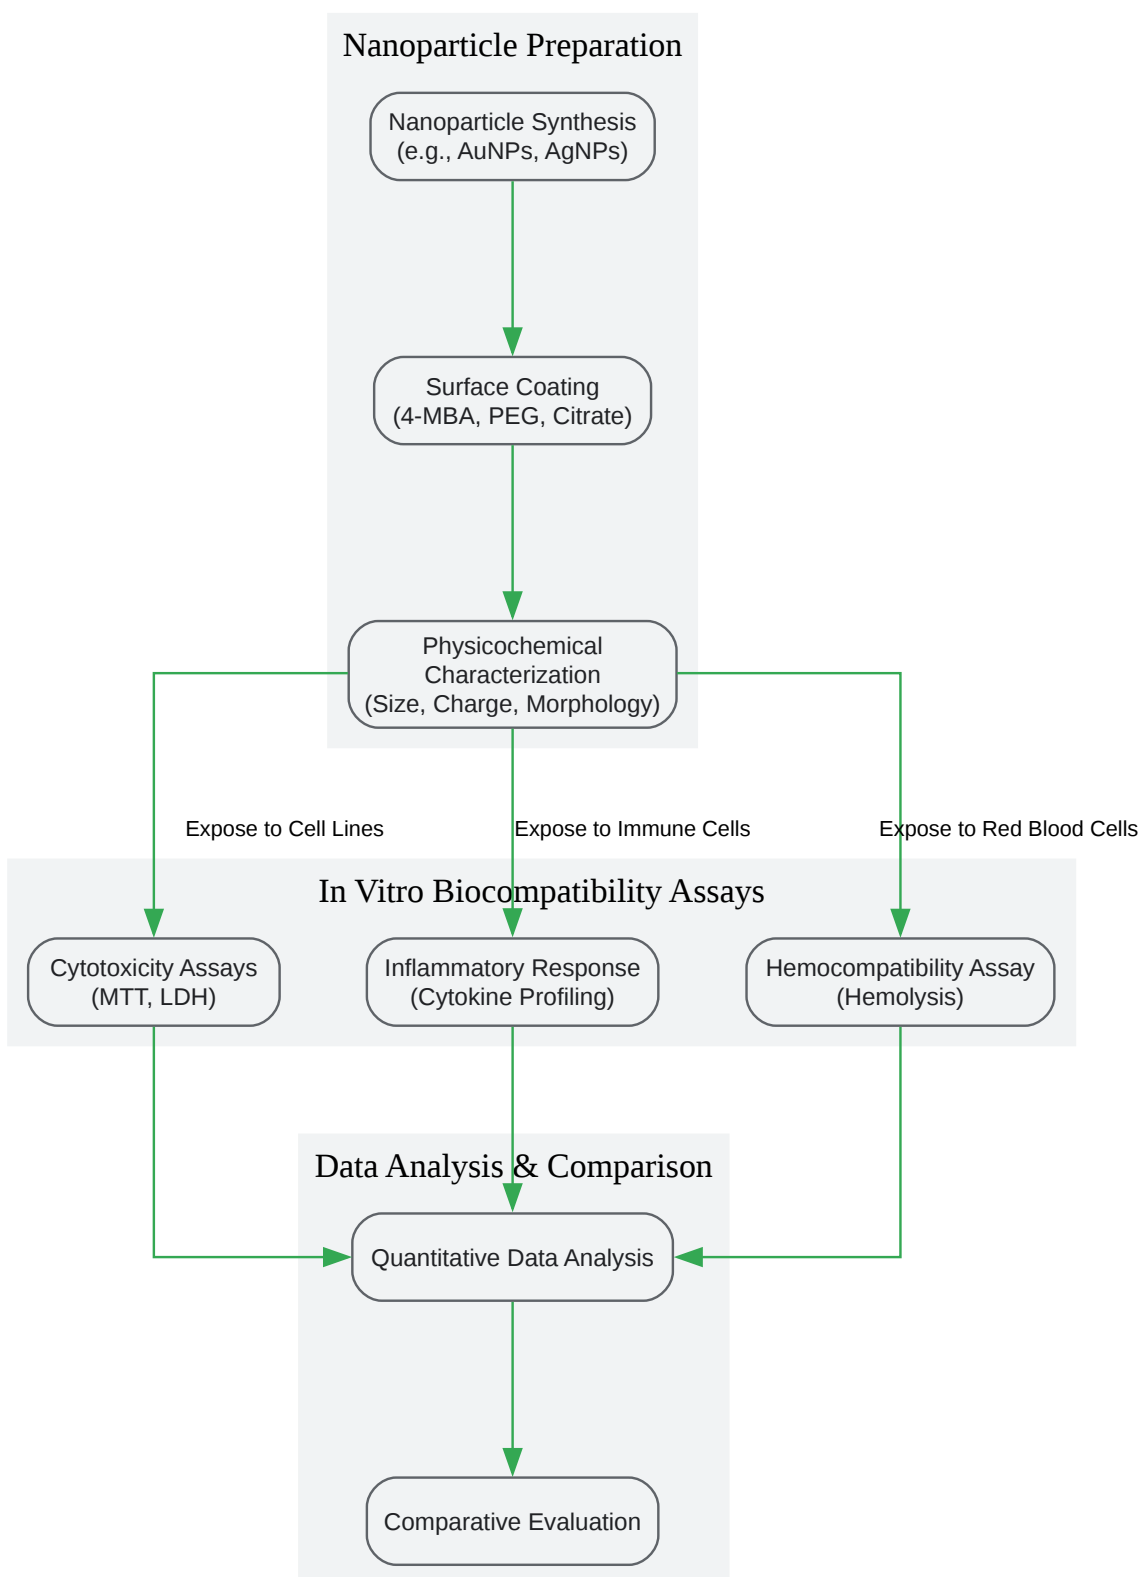 Nanoparticle Preparation
Nanoparticle Synthesis
(e.g., AuNPs, AgNPs)
Surface Coating
(4-MBA, PEG, Citrate)
Physicochemical
Characterization
(Size, Charge, Morphology)
Expose to Cell Lines
Expose to Immune Cells
Expose to Red Blood Cells
In Vitro Biocompatibility Assays
Cytotoxicity Assays
(MTT, LDH)
Inflammatory Response
(Cytokine Profiling)
Hemocompatibility Assay
(Hemolysis)
Data Analysis & Comparison
Quantitative Data Analysis
Comparative Evaluation